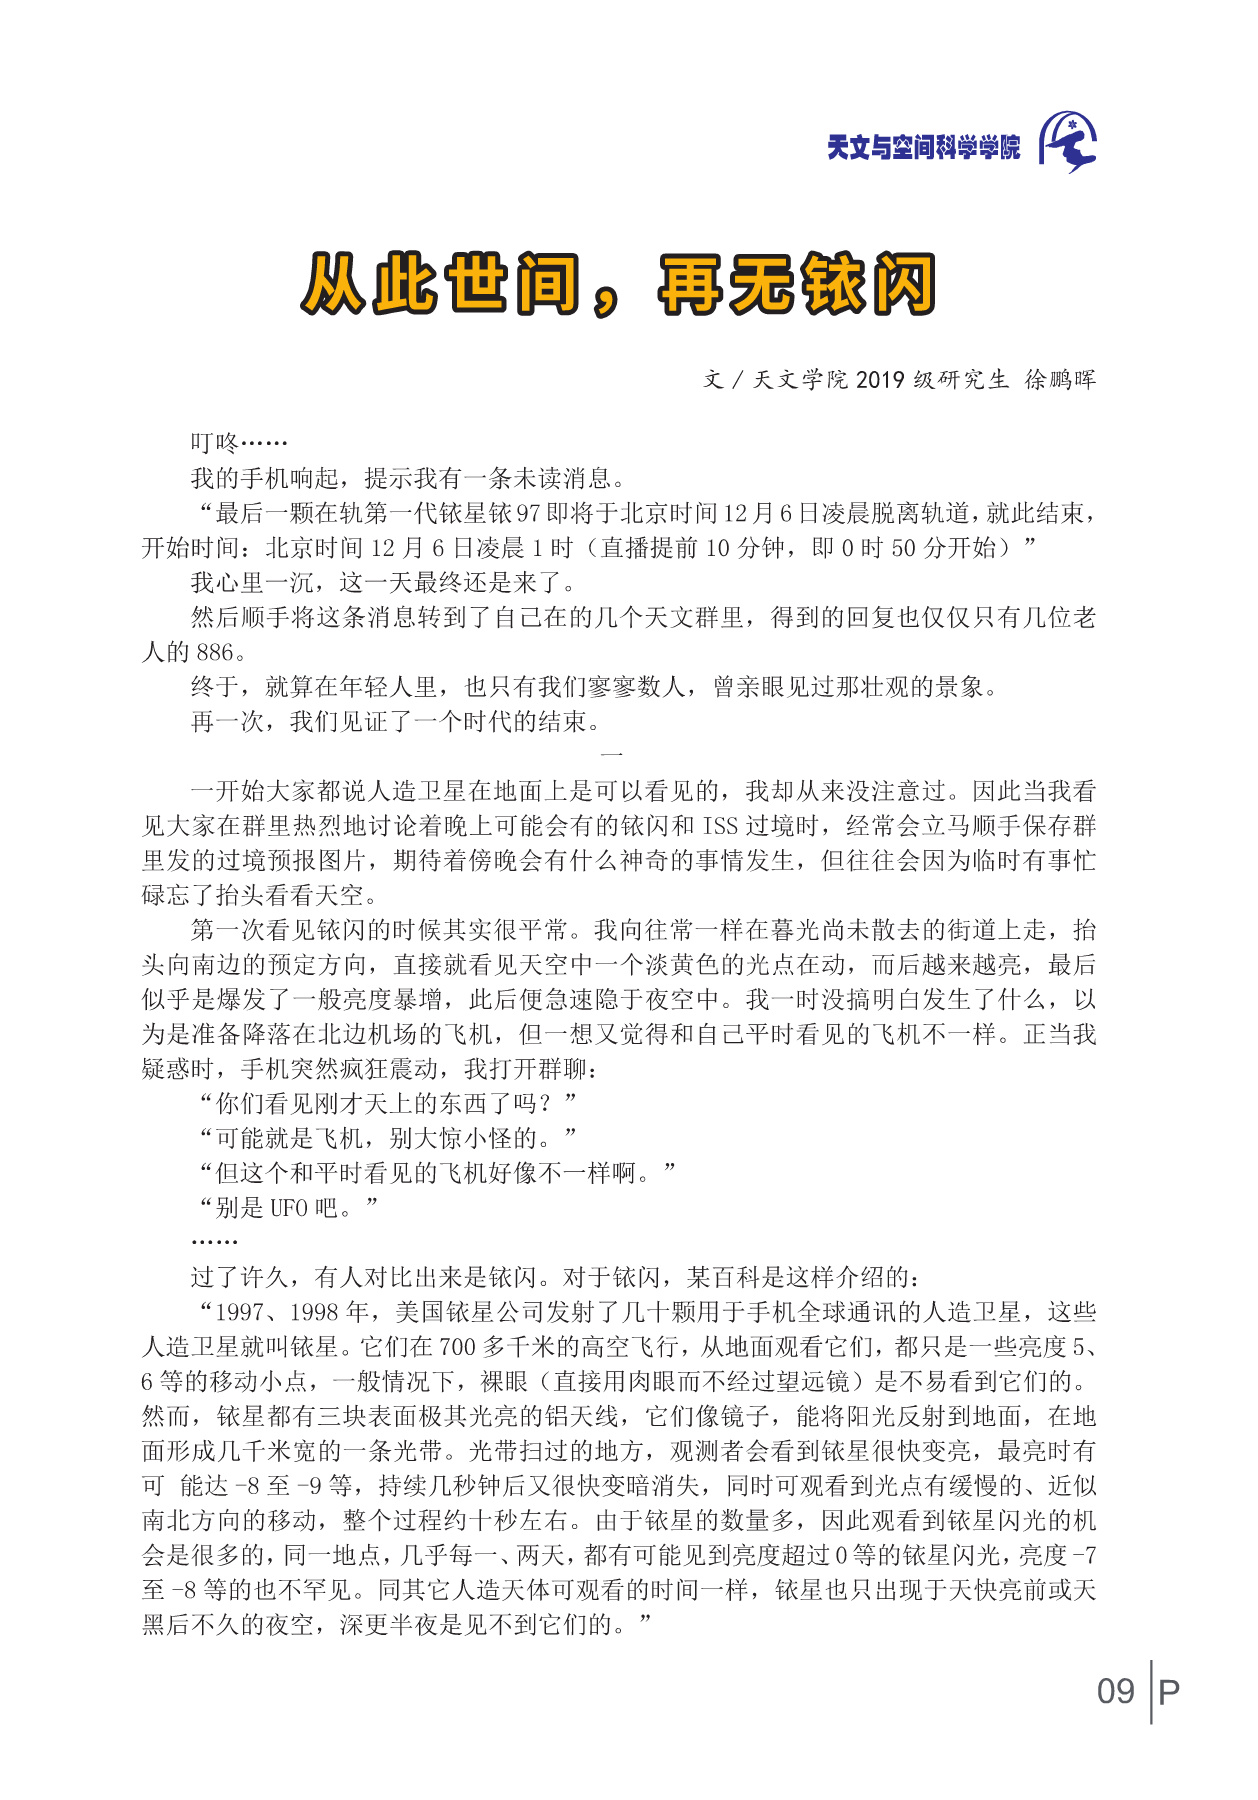 天文与空间科学学院
从此世间，再无铱闪
文 / 天文学院 2019 级研究生 徐鹏晖
叮咚……
我的手机响起，提示我有一条未读消息。
“最后一颗在轨第一代铱星铱97即将于北京时间12月6日凌晨脱离轨道，就此结束，
开始时间：北京时间 12 月 6 日凌晨 1 时（直播提前 10 分钟，即 0 时 50 分开始）”
我心里一沉，这一天最终还是来了。
然后顺手将这条消息转到了自己在的几个天文群里，得到的回复也仅仅只有几位老
人的 886。
终于，就算在年轻人里，也只有我们寥寥数人，曾亲眼见过那壮观的景象。
再一次，我们见证了一个时代的结束。
一
一开始大家都说人造卫星在地面上是可以看见的，我却从来没注意过。因此当我看
见大家在群里热烈地讨论着晚上可能会有的铱闪和 ISS 过境时，经常会立马顺手保存群
里发的过境预报图片，期待着傍晚会有什么神奇的事情发生，但往往会因为临时有事忙
碌忘了抬头看看天空。
第一次看见铱闪的时候其实很平常。我向往常一样在暮光尚未散去的街道上走，抬
头向南边的预定方向，直接就看见天空中一个淡黄色的光点在动，而后越来越亮，最后
似乎是爆发了一般亮度暴增，此后便急速隐于夜空中。我一时没搞明白发生了什么，以
为是准备降落在北边机场的飞机，但一想又觉得和自己平时看见的飞机不一样。正当我
疑惑时，手机突然疯狂震动，我打开群聊：
“你们看见刚才天上的东西了吗？”
“可能就是飞机，别大惊小怪的。”
“但这个和平时看见的飞机好像不一样啊。”
“别是 UFO 吧。”
……
过了许久，有人对比出来是铱闪。对于铱闪，某百科是这样介绍的：
“1997、1998 年，美国铱星公司发射了几十颗用于手机全球通讯的人造卫星，这些
人造卫星就叫铱星。它们在 700 多千米的高空飞行，从地面观看它们，都只是一些亮度 5、
6 等的移动小点，一般情况下，裸眼（直接用肉眼而不经过望远镜）是不易看到它们的。
然而，铱星都有三块表面极其光亮的铝天线，它们像镜子，能将阳光反射到地面，在地
面形成几千米宽的一条光带。光带扫过的地方，观测者会看到铱星很快变亮，最亮时有
可 能达 -8 至 -9 等，持续几秒钟后又很快变暗消失，同时可观看到光点有缓慢的、近似
南北方向的移动，整个过程约十秒左右。由于铱星的数量多，因此观看到铱星闪光的机
会是很多的，同一地点，几乎每一、两天，都有可能见到亮度超过 0 等的铱星闪光，亮度 -7
至 -8 等的也不罕见。同其它人造天体可观看的时间一样，铱星也只出现于天快亮前或天
黑后不久的夜空，深更半夜是见不到它们的。”
09 P